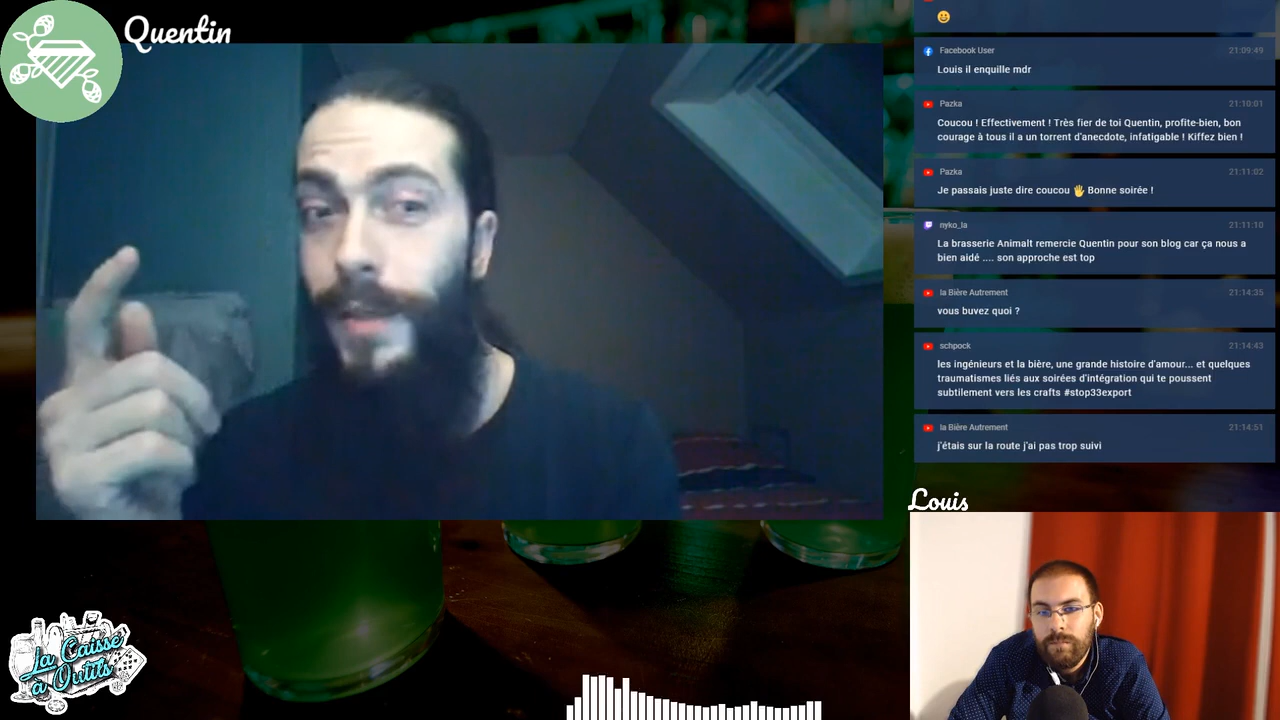 Quentin
Facebook User 21:09:49
Louis il enquille mdr
Pazka 21:10:01
Coucou ! Effectivement ! Très fier de toi Quentin, profite-bien, bon
courage à tous il a un torrent d'anecdote, infatigable ! Kiffez bien !
Pazka 21:11:02
Je passais juste dire coucou 🖐 Bonne soirée !
nyko_la 21:11:10
La brasserie Animalt remercie Quentin pour son blog car ça nous a
bien aidé .... son approche est top
la Bière Autrement 21:14:35
vous buvez quoi ?
schpock 21:14:43
les ingénieurs et la bière, une grande histoire d'amour... et quelques
traumatismes liés aux soirées d'intégration qui te poussent
subtilement vers les crafts #stop33export
la Bière Autrement 21:14:51
j'étais sur la route j'ai pas trop suivi
Louis
La Caisse
à Outils